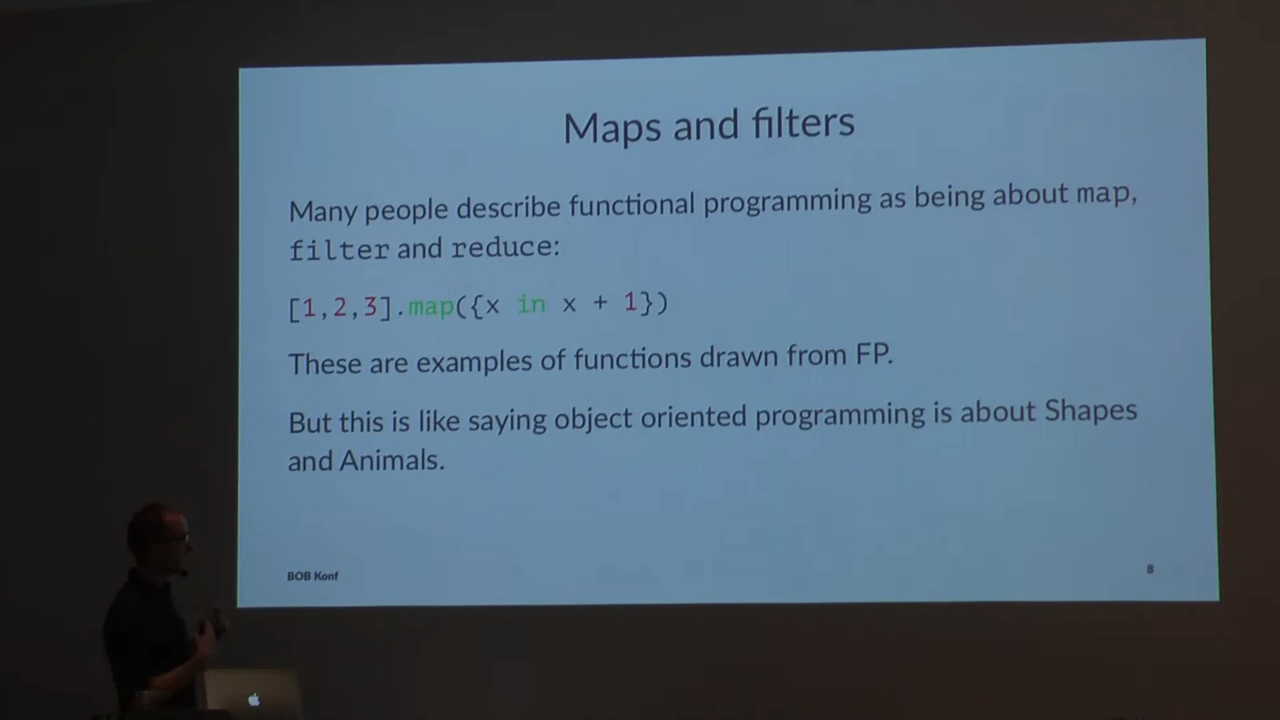 Maps and filters
Many people describe functional programming as being about map,
filter and reduce:
[1,2,3].map({x in x + 1})
These are examples of functions drawn from FP.
But this is like saying object oriented programming is about Shapes
and Animals.
BOB Konf
8